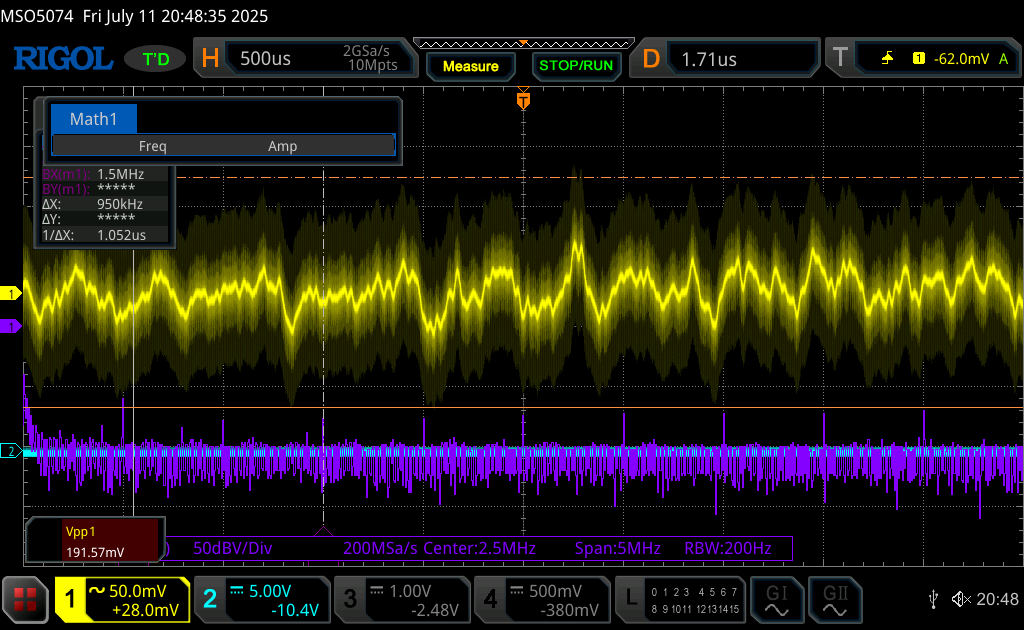 MSO5074 Fri July 11 20:48:35 2025
RIGOL T'D H 500us 2GSa/s 10Mpts Measure STOP/RUN D 1.71us T 1 -62.0mV A
T
Math1
Freq Amp
BX(m1): 1.5MHz
BY(m1): *****
ΔX: 950kHz
ΔY: *****
1/ΔX: 1.052us
1
1
2
Vpp1
191.57mV
) 50dBV/Div 200MSa/s Center:2.5MHz Span:5MHz RBW:200Hz
1 50.0mV +28.0mV
2 5.00V -10.4V
3 1.00V -2.48V
4 500mV -380mV
L 0 1 2 3 4 5 6 7
8 9 10 11 12 13 14 15
GI GII 20:48